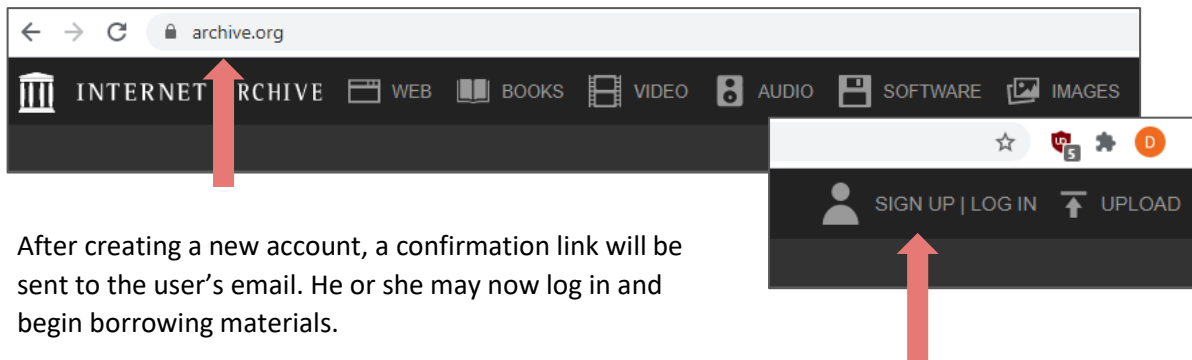 archive.org
INTERNET ARCHIVE WEB BOOKS VIDEO AUDIO SOFTWARE IMAGES
5 D
SIGN UP | LOG IN UPLOAD
After creating a new account, a confirmation link will be
sent to the user’s email. He or she may now log in and
begin borrowing materials.